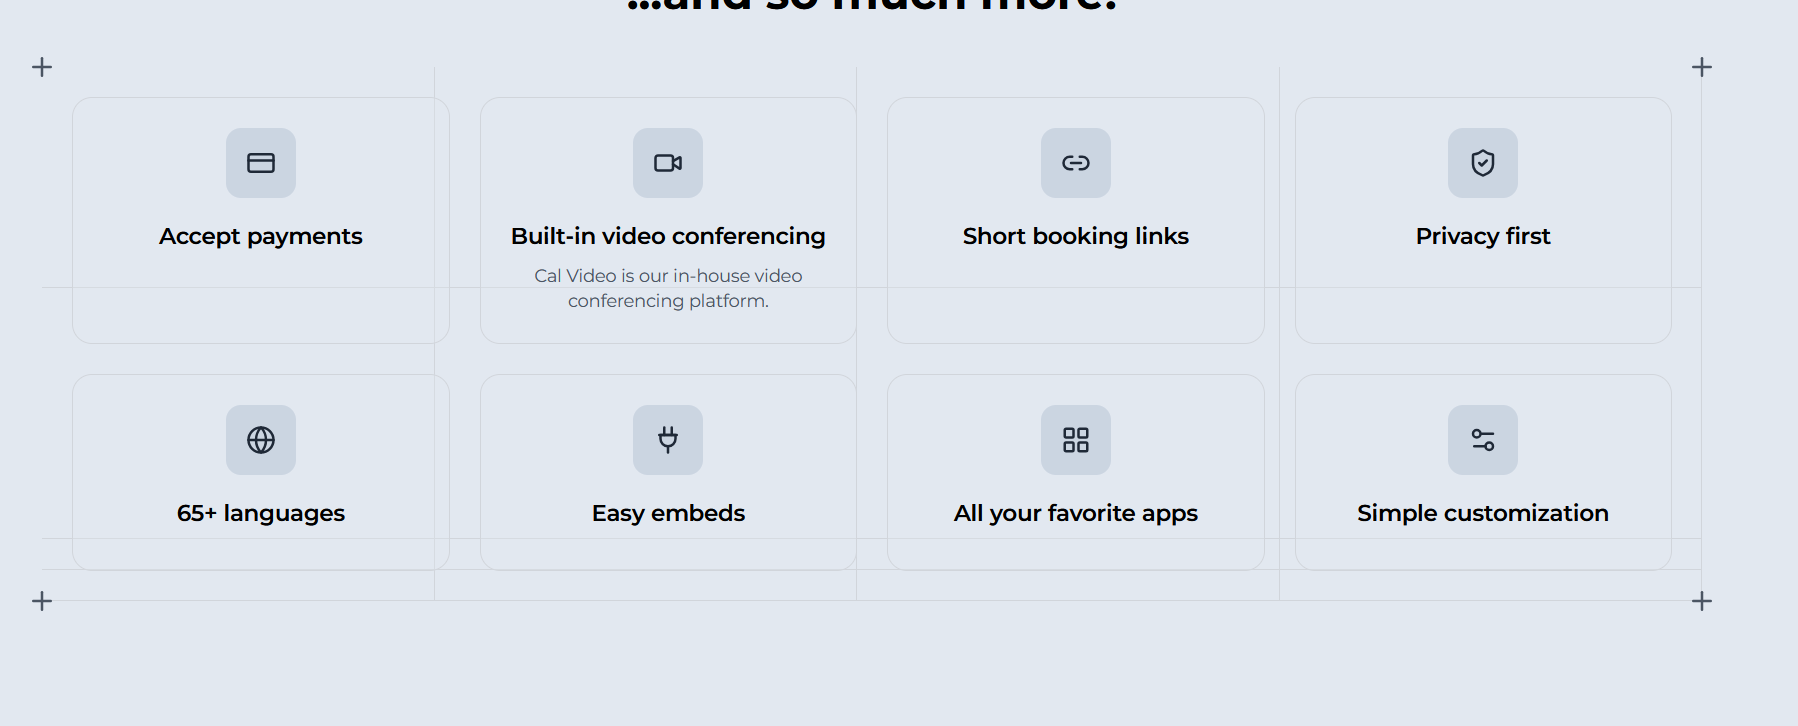 ...and so much more!
Accept payments
Built-in video conferencing
Cal Video is our in-house video
conferencing platform.
Short booking links
Privacy first
65+ languages
Easy embeds
All your favorite apps
Simple customization